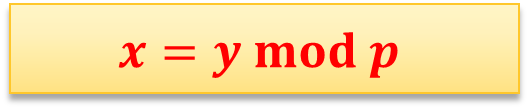 x = y mod p